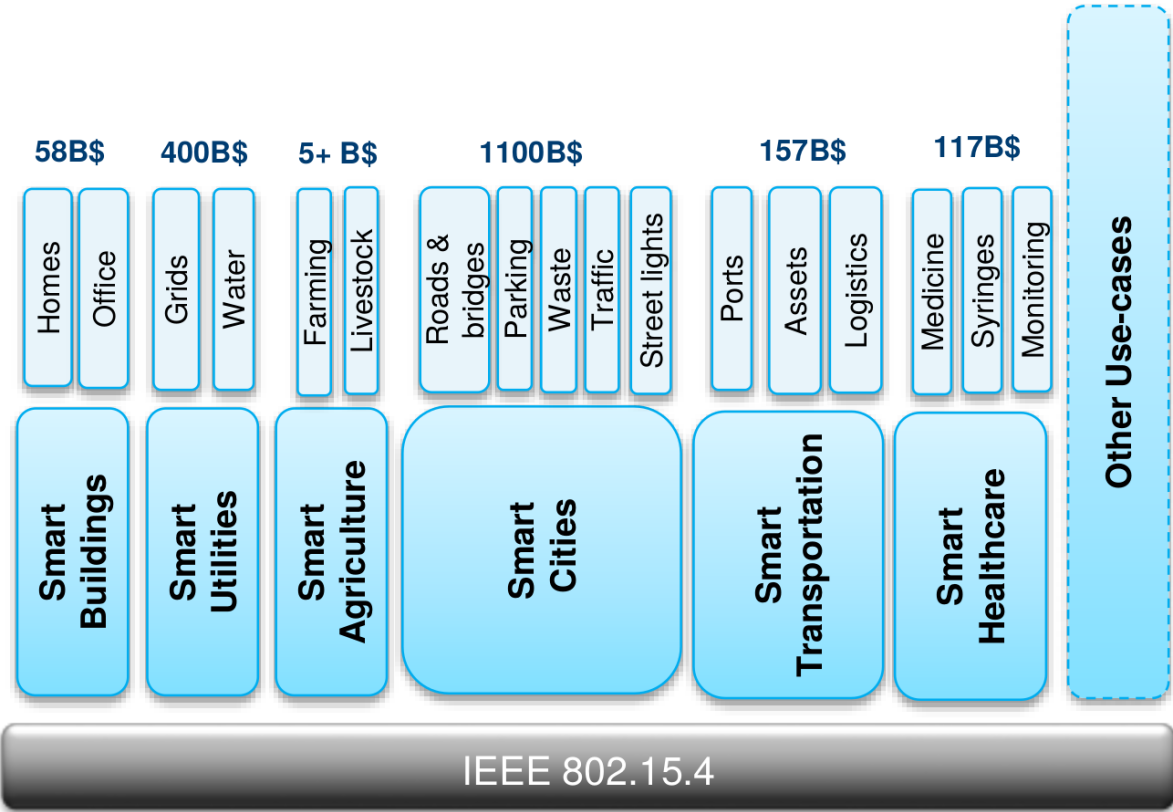 58B$
400B$
5+ B$
1100B$
157B$
117B$
Homes
Office
Grids
Water
Farming
Livestock
Roads &
bridges
Parking
Waste
Traffic
Street lights
Ports
Assets
Logistics
Medicine
Syringes
Monitoring
Smart
Buildings
Smart
Utilities
Smart
Agriculture
Smart
Cities
Smart
Transportation
Smart
Healthcare
Other Use-cases
IEEE 802.15.4